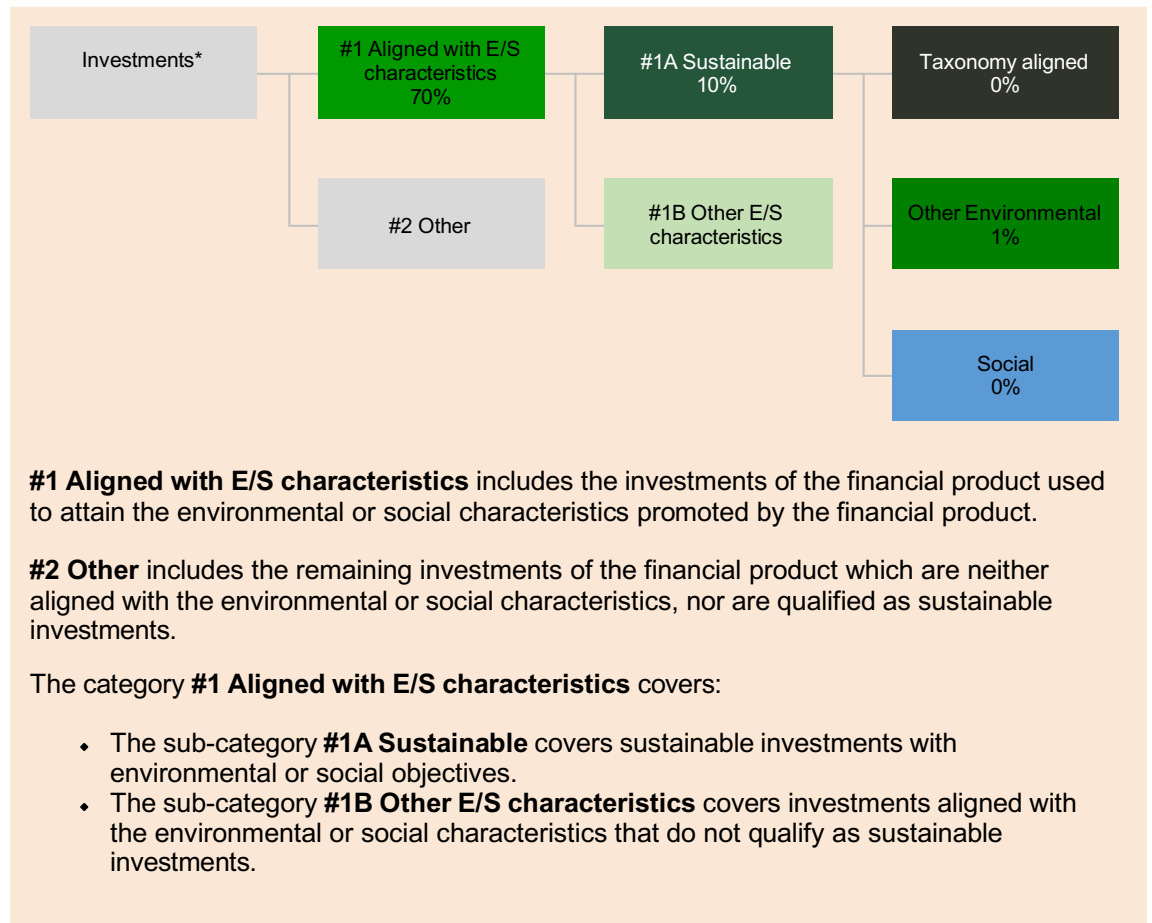 Investments*
#1 Aligned with E/S
characteristics
70%
#1A Sustainable
10%
Taxonomy aligned
0%
#2 Other
#1B Other E/S
characteristics
Other Environmental
1%
Social
0%
#1 Aligned with E/S characteristics includes the investments of the financial product used
to attain the environmental or social characteristics promoted by the financial product.
#2 Other includes the remaining investments of the financial product which are neither
aligned with the environmental or social characteristics, nor are qualified as sustainable
investments.
The category #1 Aligned with E/S characteristics covers:
The sub-category #1A Sustainable covers sustainable investments with
environmental or social objectives.
The sub-category #1B Other E/S characteristics covers investments aligned with
the environmental or social characteristics that do not qualify as sustainable
investments.